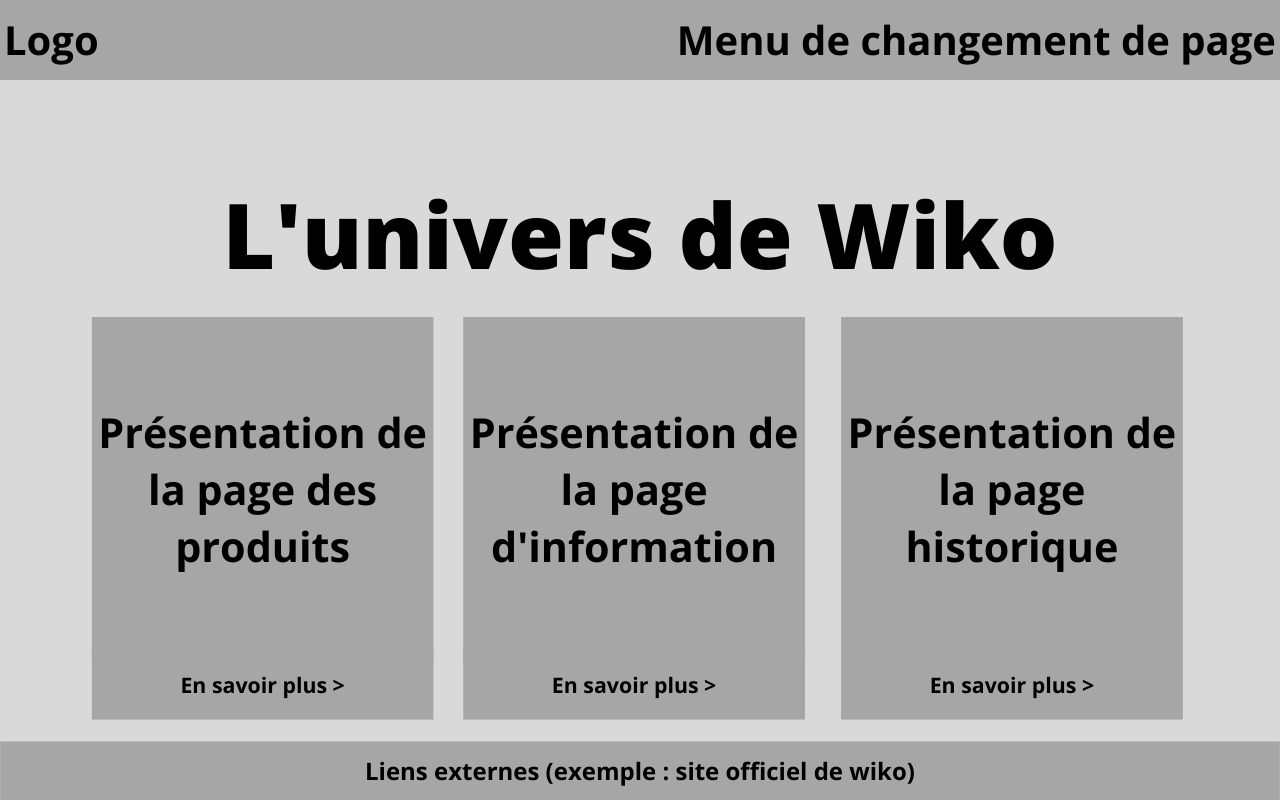 Logo
Menu de changement de page
L'univers de Wiko
Présentation de
la page des
produits
En savoir plus >
Présentation de
la page
d'information
En savoir plus >
Présentation de
la page
historique
En savoir plus >
Liens externes (exemple : site officiel de wiko)